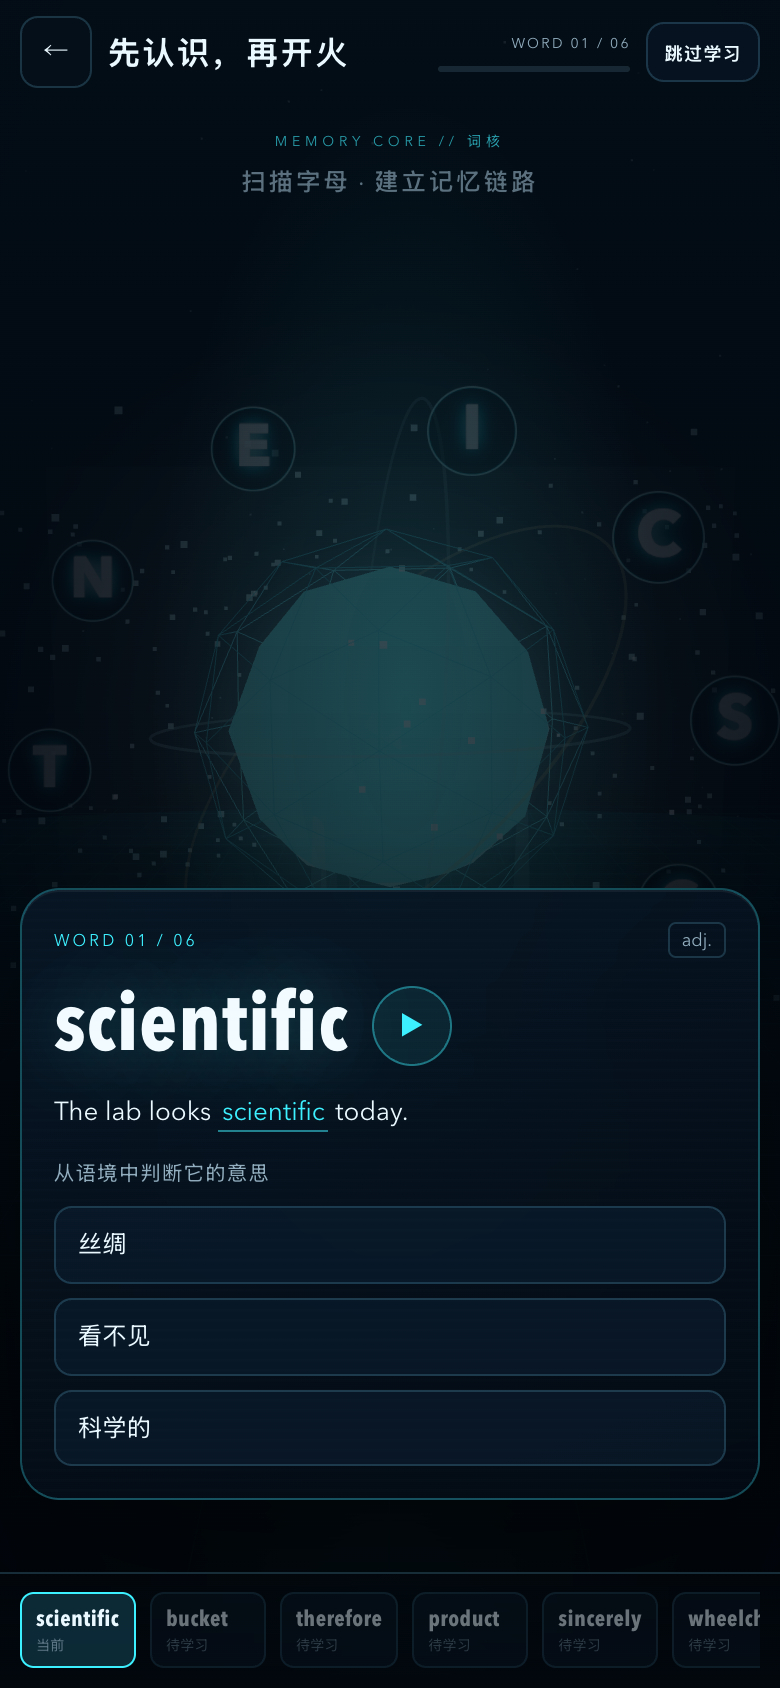 ←
先认识，再开火
WORD 01 / 06
跳过学习
MEMORY CORE // 词核
扫描字母 · 建立记忆链路
E
I
C
N
S
T
WORD 01 / 06
adj.
scientific
The lab looks scientific today.
从语境中判断它的意思
丝绸
看不见
科学的
scientific
当前
bucket
待学习
therefore
待学习
product
待学习
sincerely
待学习
wheelch
待学习